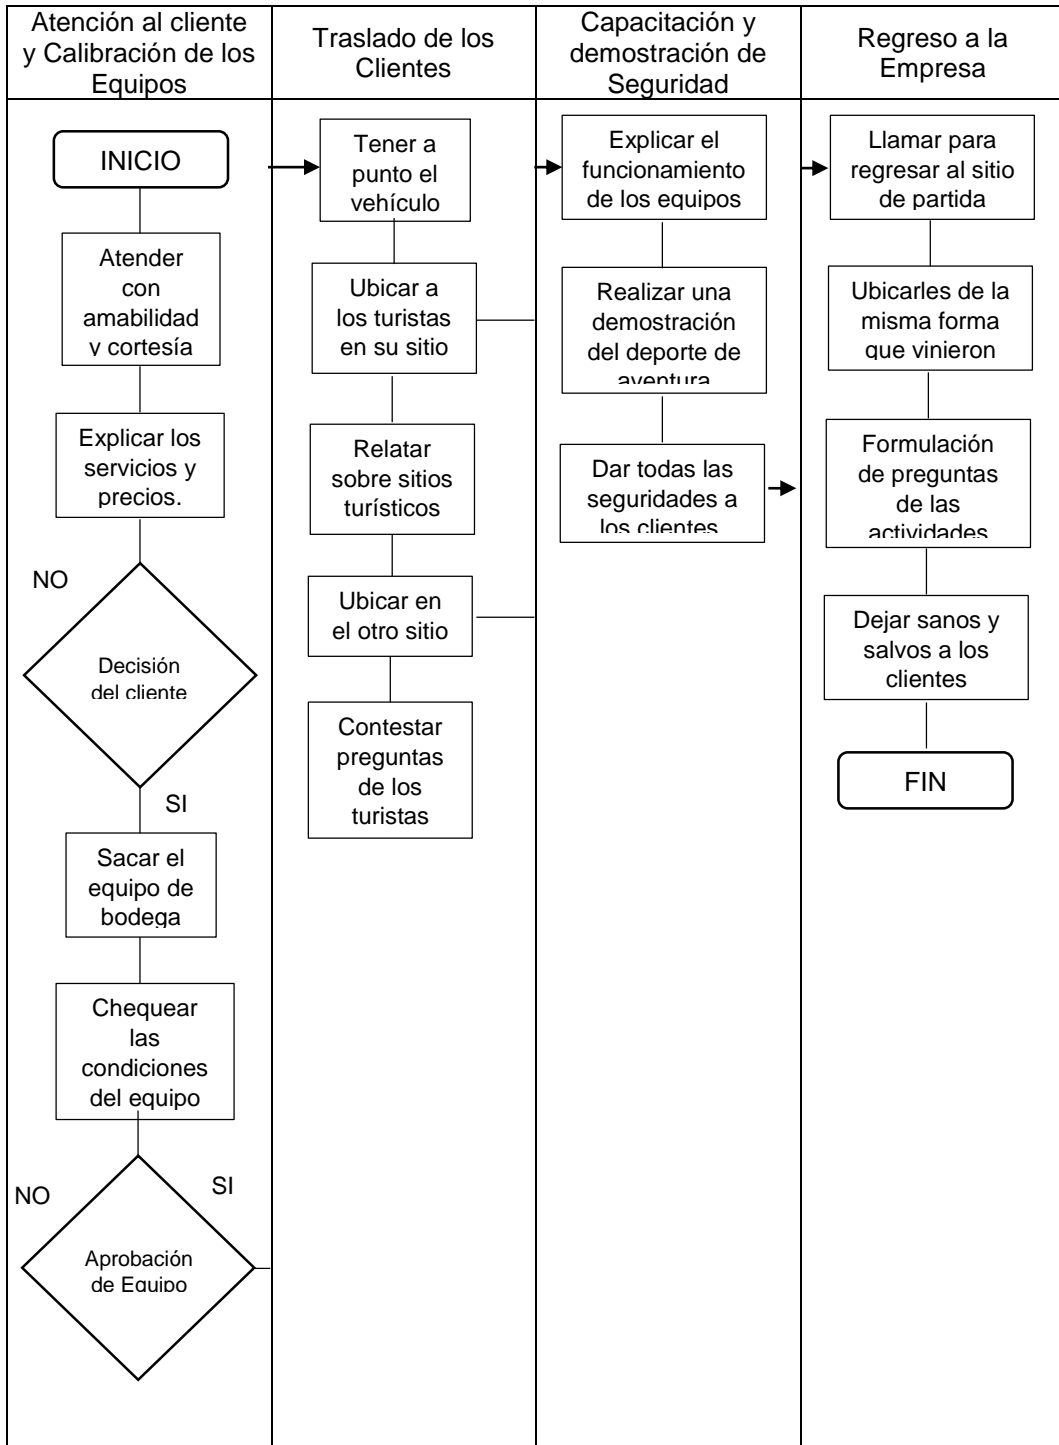 Atención al cliente
y Calibración de los
Equipos
Traslado de los
Clientes
Capacitación y
demostración de
Seguridad
Regreso a la
Empresa
INICIO
Atender
con
amabilidad
y cortesía
Explicar los
servicios y
precios.
NO
Decisión
del cliente
SI
Sacar el
equipo de
bodega
Chequear
las
condiciones
del equipo
NO
SI
Aprobación
de Equipo
Tener a
punto el
vehículo
Ubicar a
los turistas
en su sitio
Relatar
sobre sitios
turísticos
Ubicar en
el otro sitio
Contestar
preguntas
de los
turistas
Explicar el
funcionamiento
de los equipos
Realizar una
demostración
del deporte de
aventura
Dar todas las
seguridades a
los clientes
Llamar para
regresar al sitio
de partida
Ubicarles de la
misma forma
que vinieron
Formulación
de preguntas
de las
actividades
Dejar sanos y
salvos a los
clientes
FIN